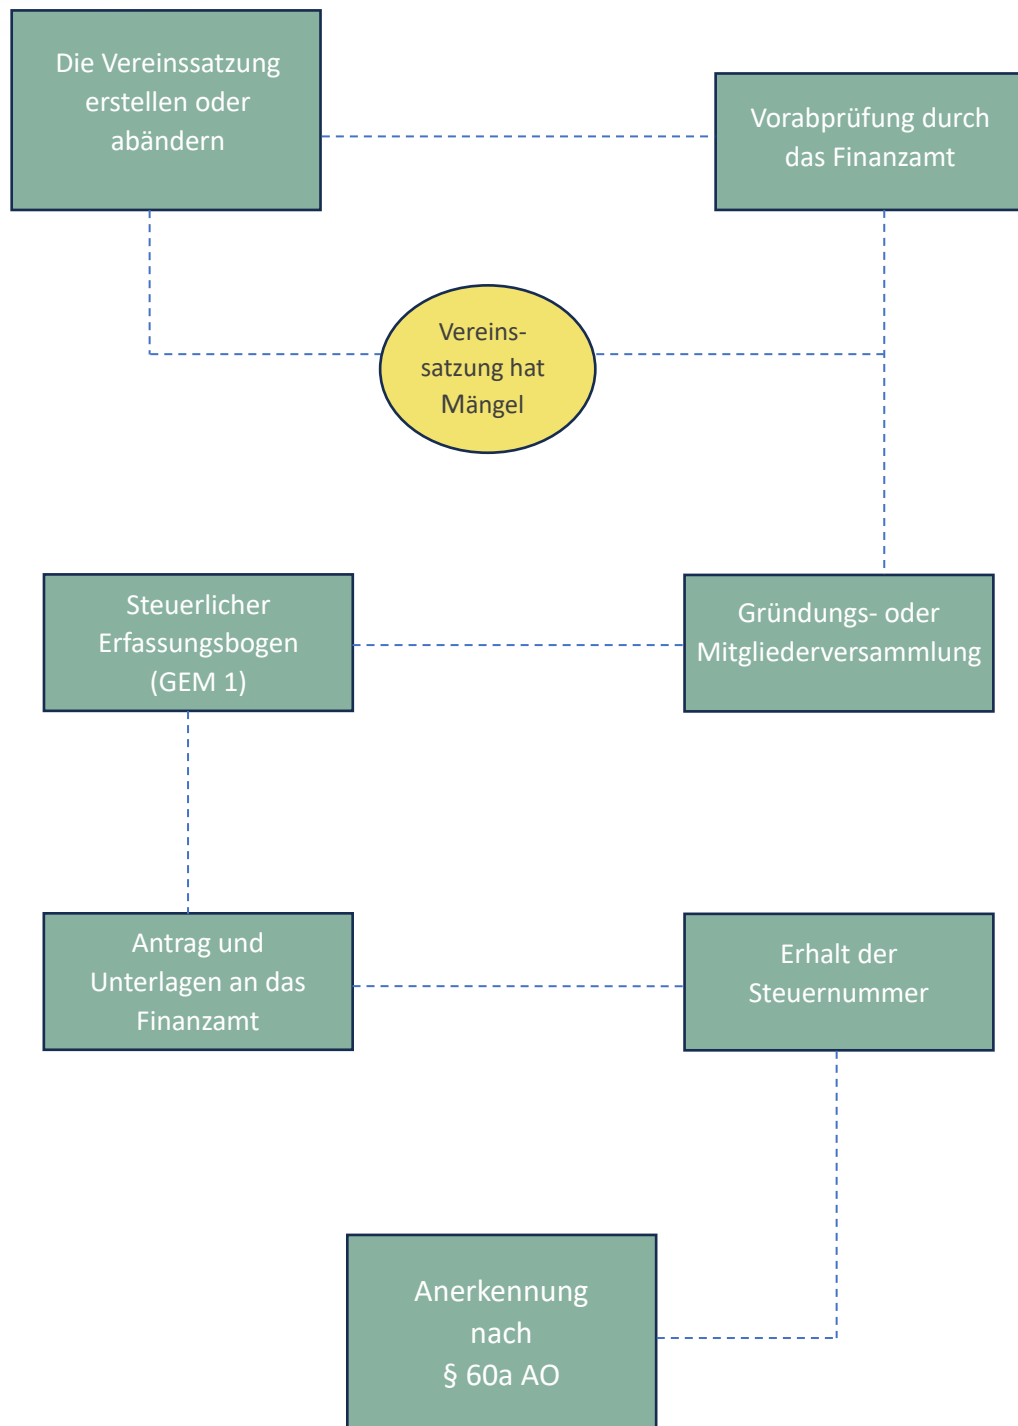 Die Vereinssatzung
erstellen oder
abändern
Vorabprüfung durch
das Finanzamt
Vereins-
satzung hat
Mängel
Steuerlicher
Erfassungsbogen
(GEM 1)
Gründungs- oder
Mitgliederversammlung
Antrag und
Unterlagen an das
Finanzamt
Erhalt der
Steuernummer
Anerkennung
nach
§ 60a AO